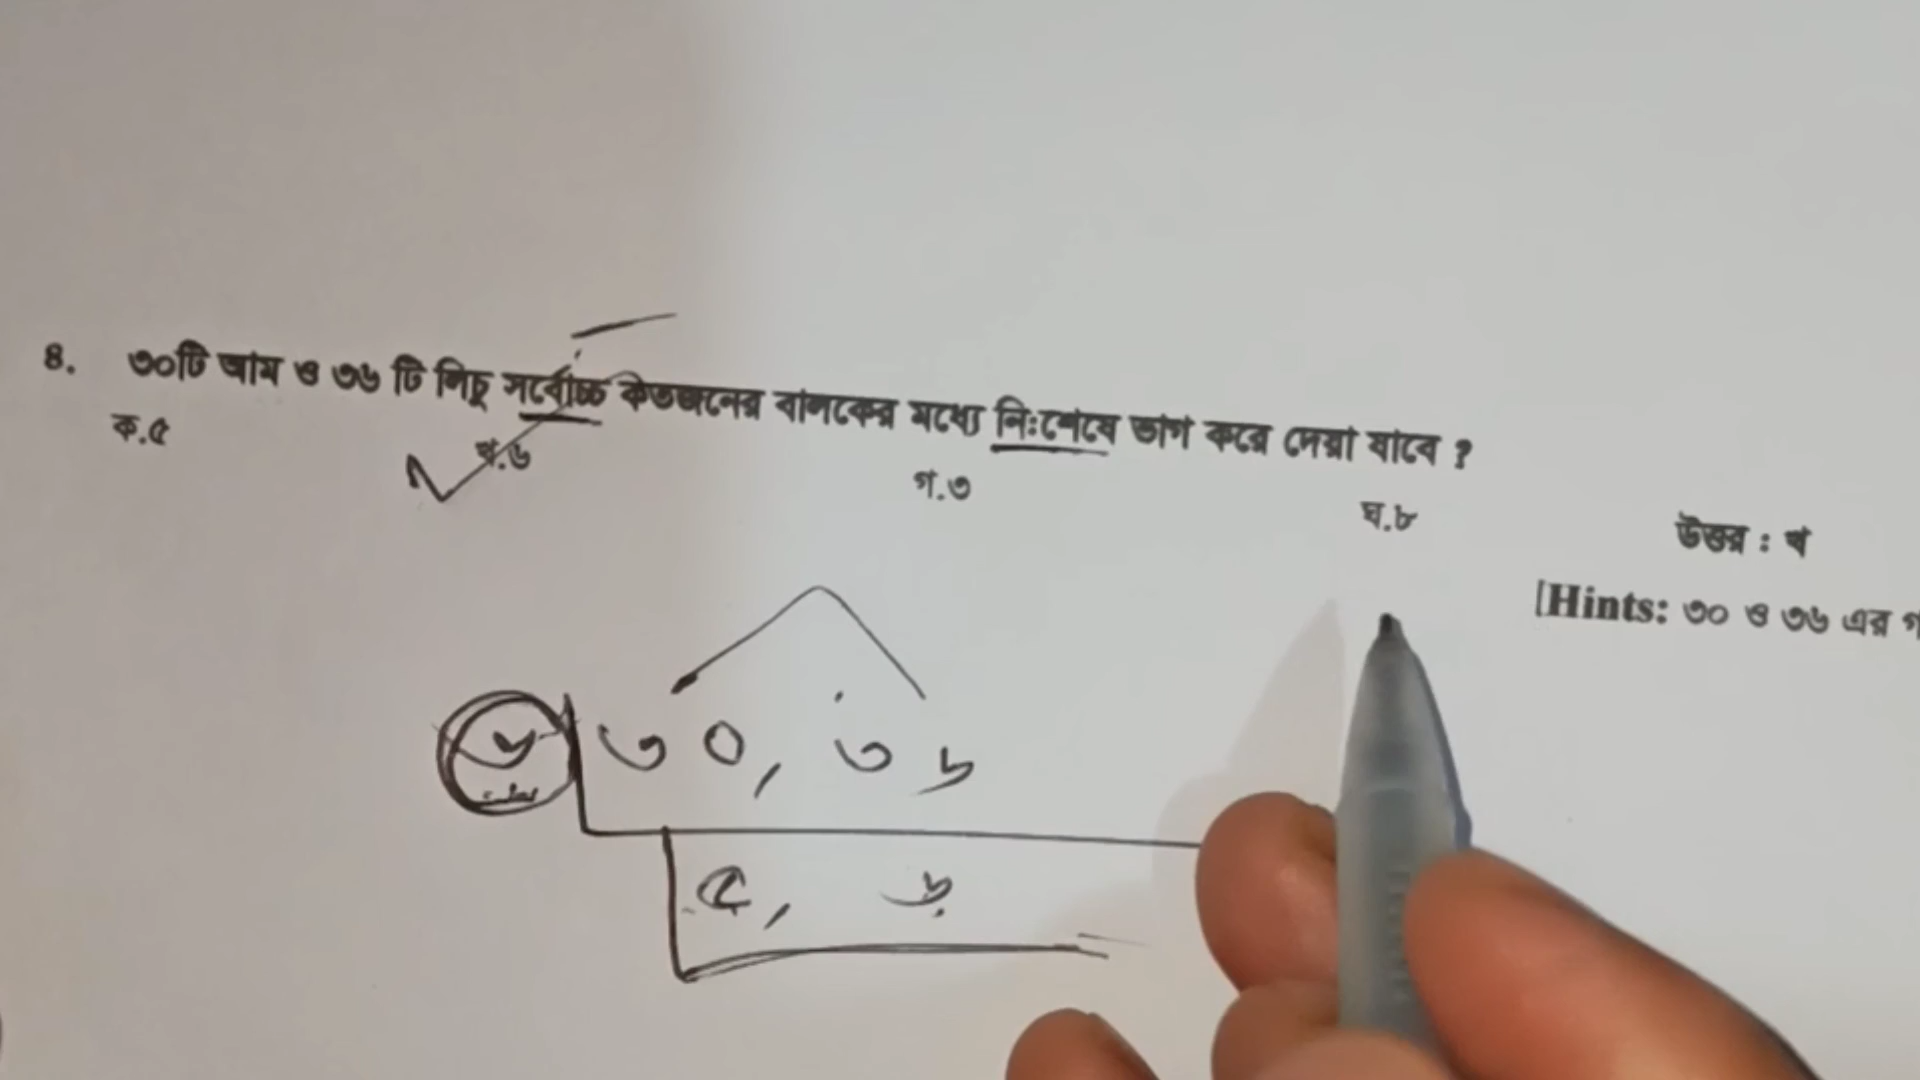 ৪. ৩০টি আম ও ৩৬ টি লিচু সর্বোচ্চ কতজনের বালকের মধ্যে নিঃশেষে ভাগ করে দেয়া যাবে ?
ক.৫ খ.৬ গ.৩ ঘ.৮ উত্তর : খ
[Hints: ৩০ ও ৩৬ এর
৬ ৩০, ৩৬
৫, ৬